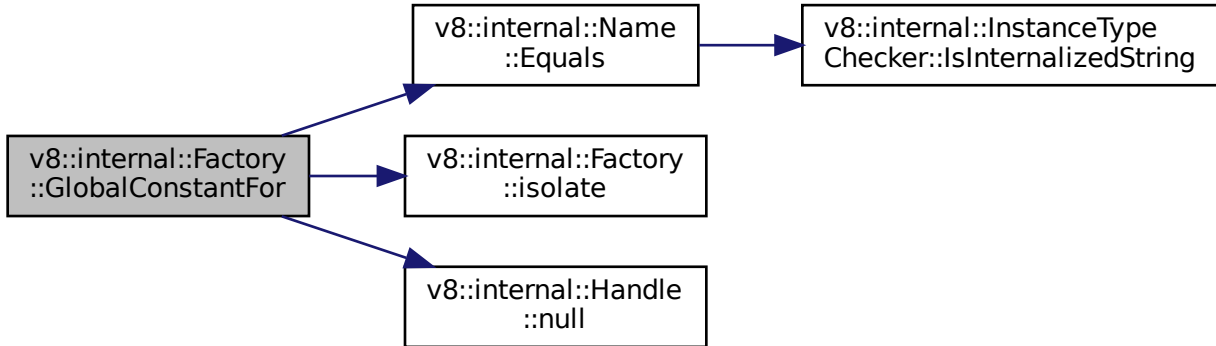 v8::internal::Factory
::GlobalConstantFor
v8::internal::Name
::Equals
v8::internal::InstanceType
Checker::IsInternalizedString
v8::internal::Factory
::isolate
v8::internal::Handle
::null